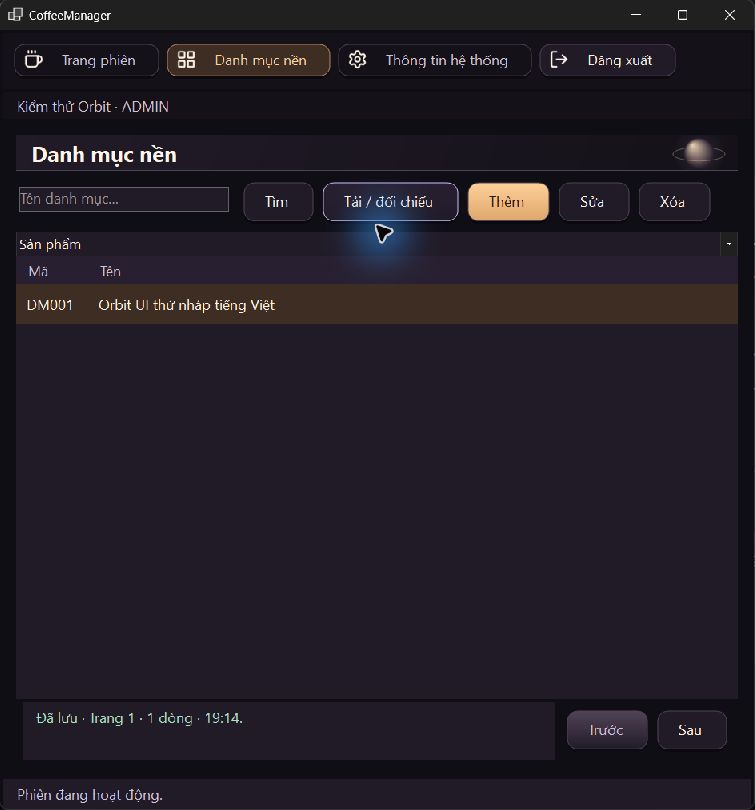 CoffeeManager
Trang phiên
Danh mục nền
Thông tin hệ thống
Đăng xuất
Kiểm thử Orbit · ADMIN
Danh mục nền
Tên danh mục...
Tìm
Tải / đối chiếu
Thêm
Sửa
Xóa
Sản phẩm
Mã Tên
DM001 Orbit UI thử nháp tiếng Việt
Đã lưu · Trang 1 · 1 dòng · 19:14.
Trước
Sau
Phiên đang hoạt động.